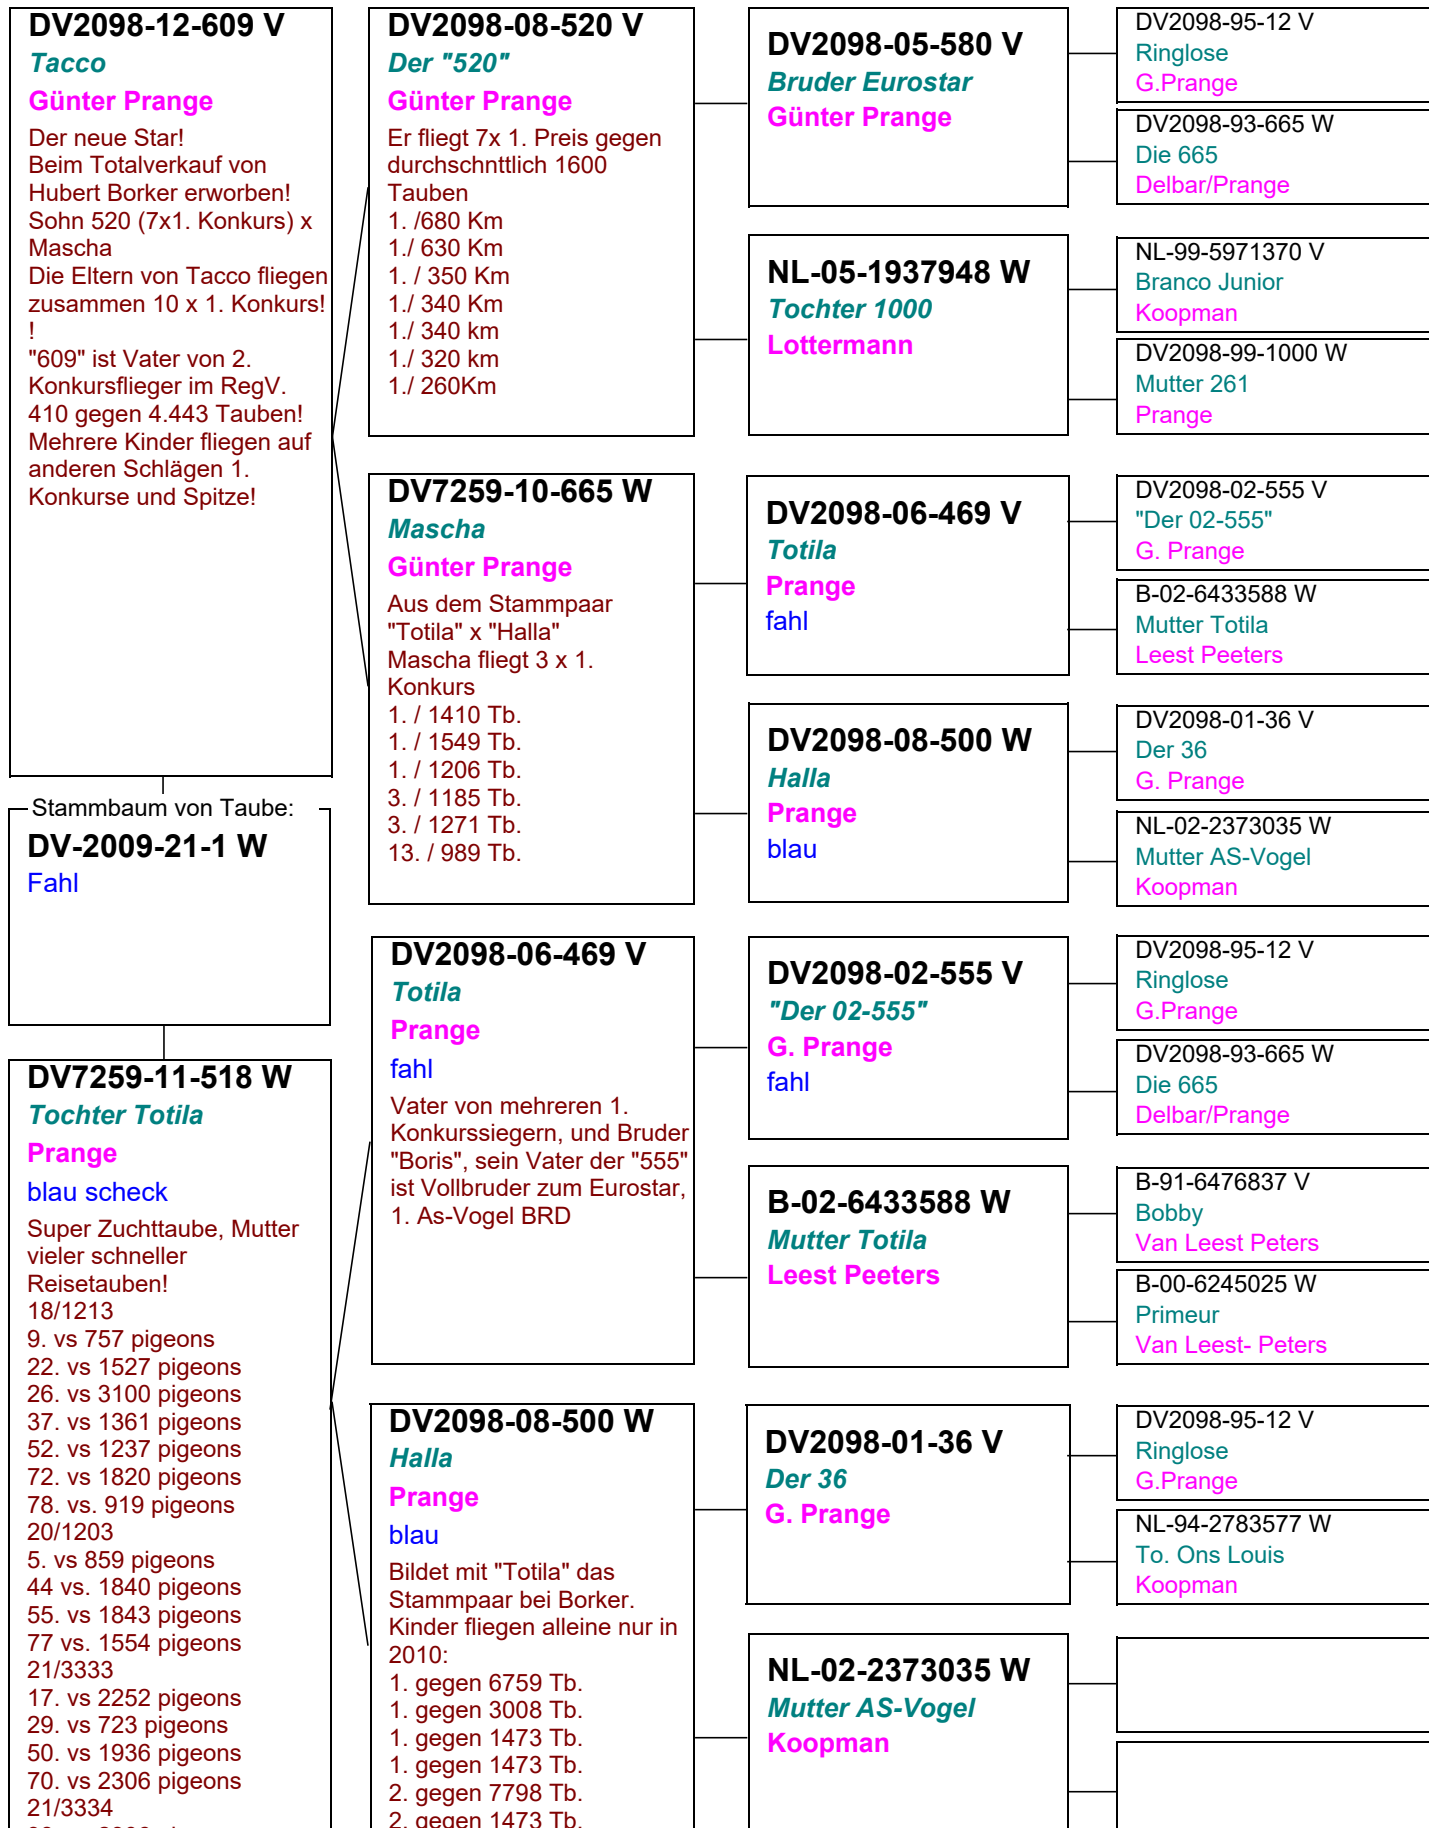 DV2098-12-609 V
Tacco
Günter Prange
Der neue Star!
Beim Totalverkauf von
Hubert Borker erworben!
Sohn 520 (7x1. Konkurs) x
Mascha
Die Eltern von Tacco fliegen
zusammen 10 x 1. Konkurs!
!
"609" ist Vater von 2.
Konkursflieger im RegV.
410 gegen 4.443 Tauben!
Mehrere Kinder fliegen auf
anderen Schlägen 1.
Konkurse und Spitze!
Stammbaum von Taube:
DV-2009-21-1 W
Fahl
DV7259-11-518 W
Tochter Totila
Prange
blau scheck
Super Zuchttaube, Mutter
vieler schneller
Reisetauben!
18/1213
9. vs 757 pigeons
22. vs 1527 pigeons
26. vs 3100 pigeons
37. vs 1361 pigeons
52. vs 1237 pigeons
72. vs 1820 pigeons
78. vs. 919 pigeons
20/1203
5. vs 859 pigeons
44 vs. 1840 pigeons
55. vs 1843 pigeons
77 vs. 1554 pigeons
21/3333
17. vs 2252 pigeons
29. vs 723 pigeons
50. vs 1936 pigeons
70. vs 2306 pigeons
21/3334
DV2098-08-520 V
Der "520"
Günter Prange
Er fliegt 7x 1. Preis gegen
durchschnttlich 1600
Tauben
1. /680 Km
1./ 630 Km
1. / 350 Km
1./ 340 Km
1./ 340 km
1./ 320 km
1./ 260Km
DV7259-10-665 W
Mascha
Günter Prange
Aus dem Stammpaar
"Totila" x "Halla"
Mascha fliegt 3 x 1.
Konkurs
1. / 1410 Tb.
1. / 1549 Tb.
1. / 1206 Tb.
3. / 1185 Tb.
3. / 1271 Tb.
13. / 989 Tb.
DV2098-06-469 V
Totila
Prange
fahl
Vater von mehreren 1.
Konkurssiegern, und Bruder
"Boris", sein Vater der "555"
ist Vollbruder zum Eurostar,
1. As-Vogel BRD
DV2098-08-500 W
Halla
Prange
blau
Bildet mit "Totila" das
Stammpaar bei Borker.
Kinder fliegen alleine nur in
2010:
1. gegen 6759 Tb.
1. gegen 3008 Tb.
1. gegen 1473 Tb.
1. gegen 1473 Tb.
2. gegen 7798 Tb.
2. gegen 1473 Tb.
DV2098-05-580 V
Bruder Eurostar
Günter Prange
NL-05-1937948 W
Tochter 1000
Lottermann
DV2098-06-469 V
Totila
Prange
fahl
DV2098-08-500 W
Halla
Prange
blau
DV2098-02-555 V
"Der 02-555"
G. Prange
fahl
B-02-6433588 W
Mutter Totila
Leest Peeters
DV2098-01-36 V
Der 36
G. Prange
NL-02-2373035 W
Mutter AS-Vogel
Koopman
DV2098-95-12 V
Ringlose
G.Prange
DV2098-93-665 W
Die 665
Delbar/Prange
NL-99-5971370 V
Branco Junior
Koopman
DV2098-99-1000 W
Mutter 261
Prange
DV2098-02-555 V
"Der 02-555"
G. Prange
B-02-6433588 W
Mutter Totila
Leest Peeters
DV2098-01-36 V
Der 36
G. Prange
NL-02-2373035 W
Mutter AS-Vogel
Koopman
DV2098-95-12 V
Ringlose
G.Prange
DV2098-93-665 W
Die 665
Delbar/Prange
B-91-6476837 V
Bobby
Van Leest Peters
B-00-6245025 W
Primeur
Van Leest- Peters
DV2098-95-12 V
Ringlose
G.Prange
NL-94-2783577 W
To. Ons Louis
Koopman